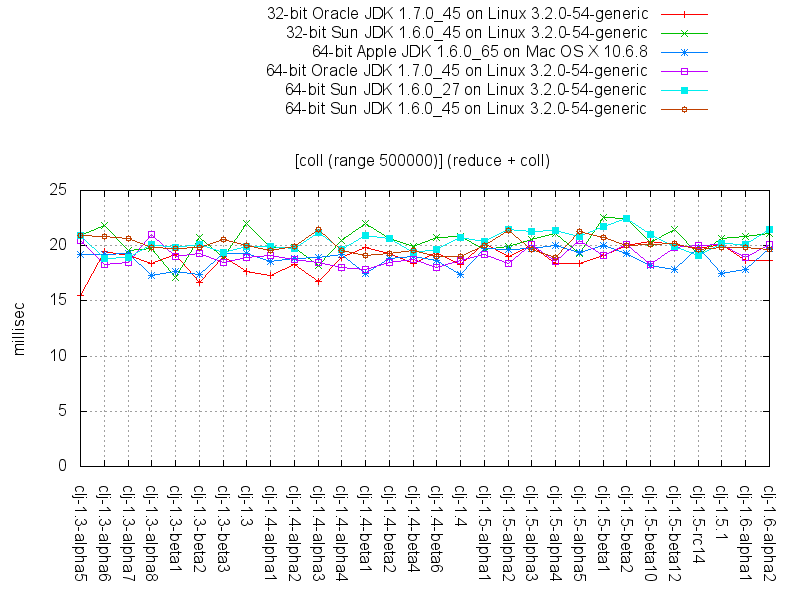 32-bit Oracle JDK 1.7.0_45 on Linux 3.2.0-54-generic
32-bit Sun JDK 1.6.0_45 on Linux 3.2.0-54-generic
64-bit Apple JDK 1.6.0_65 on Mac OS X 10.6.8
64-bit Oracle JDK 1.7.0_45 on Linux 3.2.0-54-generic
64-bit Sun JDK 1.6.0_27 on Linux 3.2.0-54-generic
64-bit Sun JDK 1.6.0_45 on Linux 3.2.0-54-generic
[coll (range 500000)] (reduce + coll)
25
20
15
10
5
0
millisec
clj-1.3-alpha5
clj-1.3-alpha6
clj-1.3-alpha7
clj-1.3-alpha8
clj-1.3-beta1
clj-1.3-beta2
clj-1.3-beta3
clj-1.3
clj-1.4-alpha1
clj-1.4-alpha2
clj-1.4-alpha3
clj-1.4-alpha4
clj-1.4-beta1
clj-1.4-beta2
clj-1.4-beta4
clj-1.4-beta6
clj-1.4
clj-1.5-alpha1
clj-1.5-alpha2
clj-1.5-alpha3
clj-1.5-alpha4
clj-1.5-alpha5
clj-1.5-beta1
clj-1.5-beta2
clj-1.5-beta10
clj-1.5-beta12
clj-1.5-rc14
clj-1.5.1
clj-1.6-alpha1
clj-1.6-alpha2